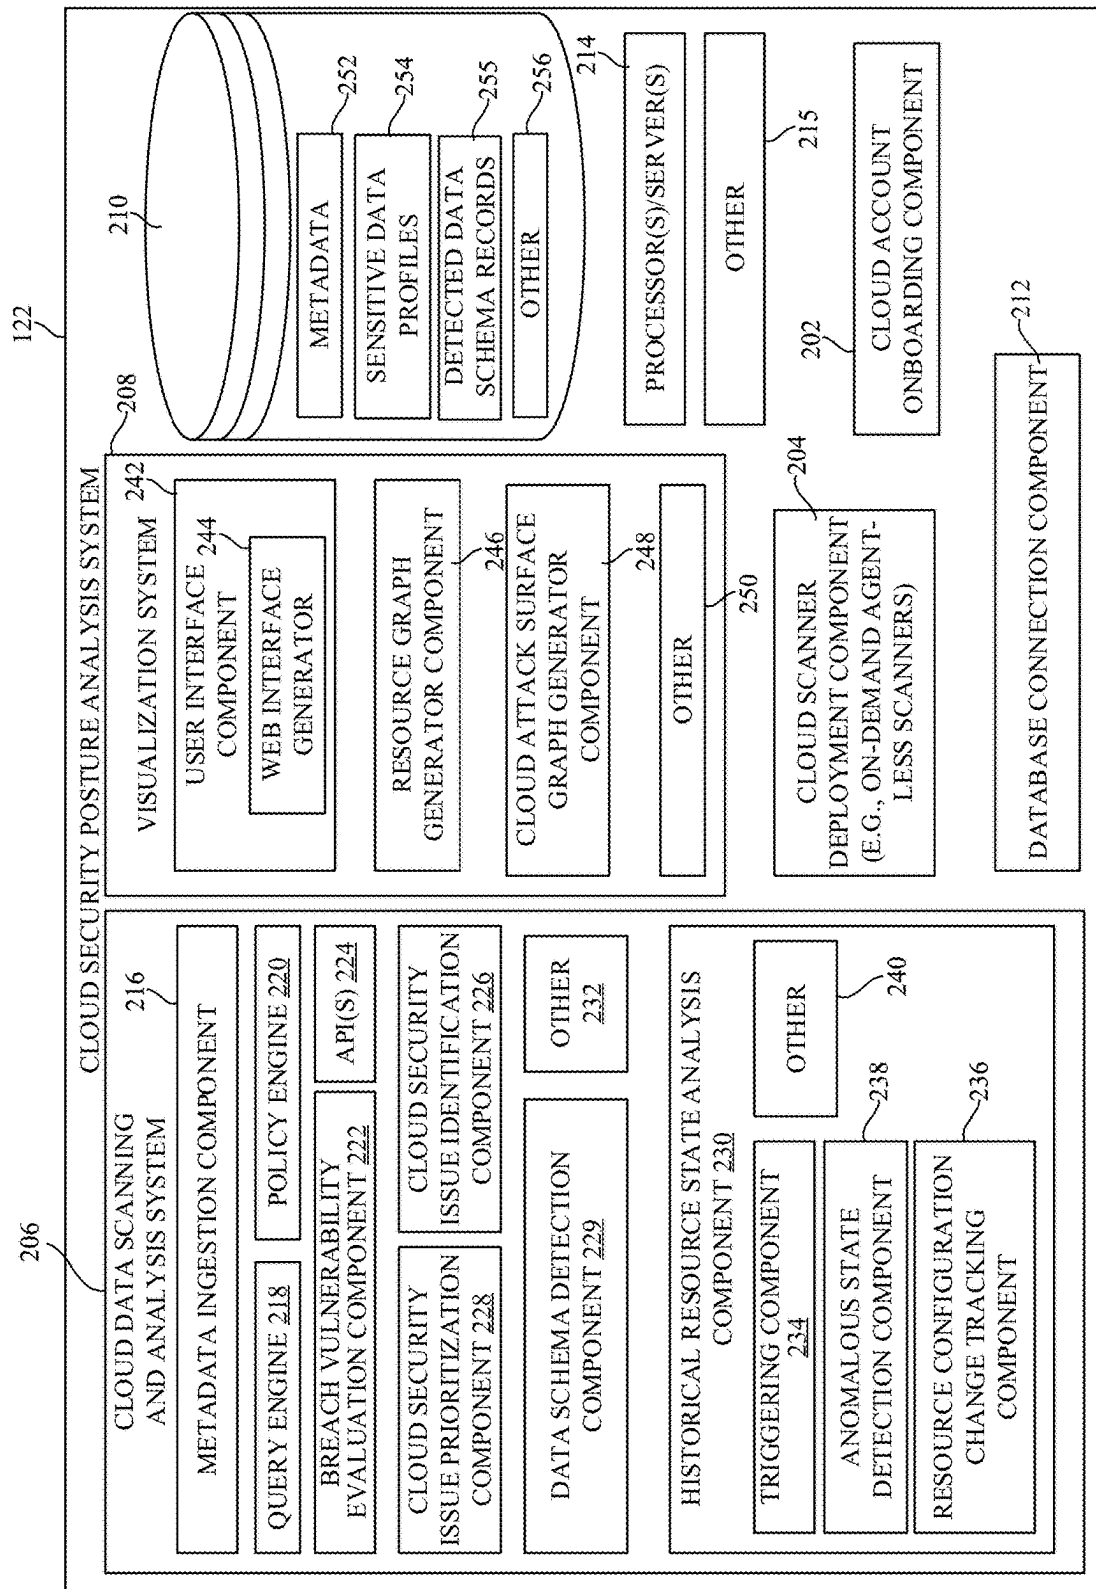 122
CLOUD SECURITY POSTURE ANALYSIS SYSTEM
206
CLOUD DATA SCANNING
AND ANALYSIS SYSTEM
216
METADATA INGESTION COMPONENT
QUERY ENGINE 218
POLICY ENGINE 220
BREACH VULNERABILITY
EVALUATION COMPONENT 222
API(S) 224
CLOUD SECURITY
ISSUE PRIORITIZATION
COMPONENT 228
CLOUD SECURITY
ISSUE IDENTIFICATION
COMPONENT 226
DATA SCHEMA DETECTION
COMPONENT 229
OTHER
232
HISTORICAL RESOURCE STATE ANALYSIS
COMPONENT 230
TRIGGERING COMPONENT
234
OTHER
240
ANOMALOUS STATE
DETECTION COMPONENT
238
RESOURCE CONFIGURATION
CHANGE TRACKING
COMPONENT
236
208
VISUALIZATION SYSTEM
242
USER INTERFACE
COMPONENT
244
WEB INTERFACE
GENERATOR
RESOURCE GRAPH
GENERATOR COMPONENT
246
CLOUD ATTACK SURFACE
GRAPH GENERATOR
COMPONENT
248
OTHER
250
210
METADATA
252
SENSITIVE DATA
PROFILES
254
DETECTED DATA
SCHEMA RECORDS
255
OTHER
256
214
PROCESSOR(S)/SERVER(S)
OTHER
215
204
CLOUD SCANNER
DEPLOYMENT COMPONENT
(E.G., ON-DEMAND AGENT-
LESS SCANNERS)
202
CLOUD ACCOUNT
ONBOARDING COMPONENT
DATABASE CONNECTION COMPONENT
212